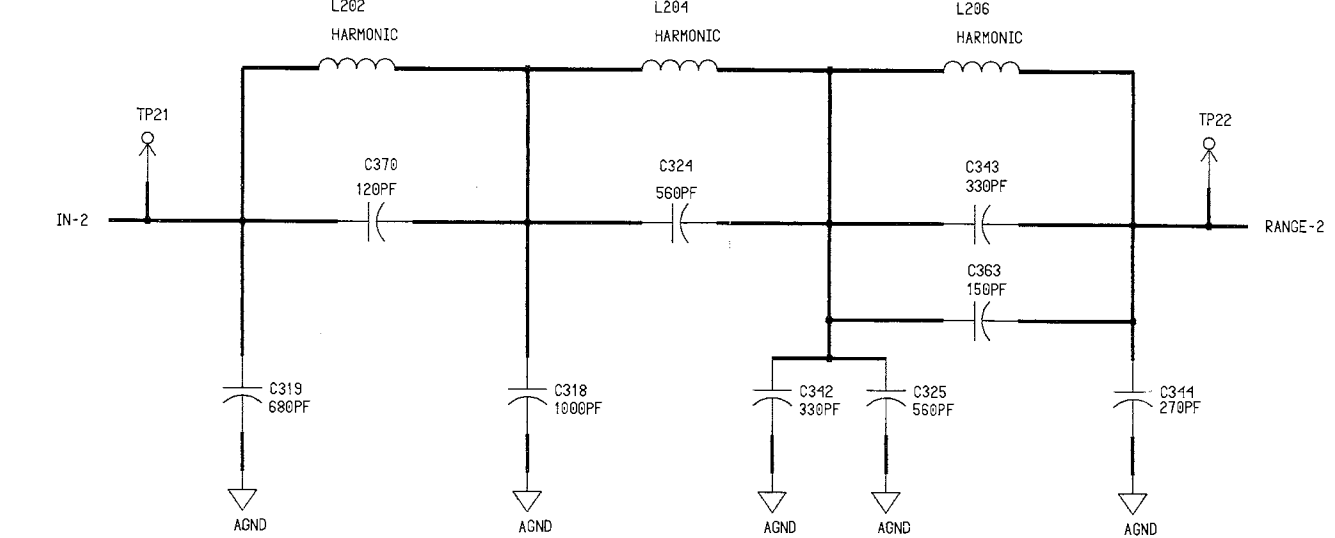 L202
HARMONIC
L204
HARMONIC
L206
HARMONIC
TP21
TP22
C370
120PF
C324
560PF
C343
330PF
IN-2
RANGE-2
C363
150PF
C319
680PF
C318
1000PF
C342
330PF
C325
560PF
C344
270PF
AGND
AGND
AGND
AGND
AGND